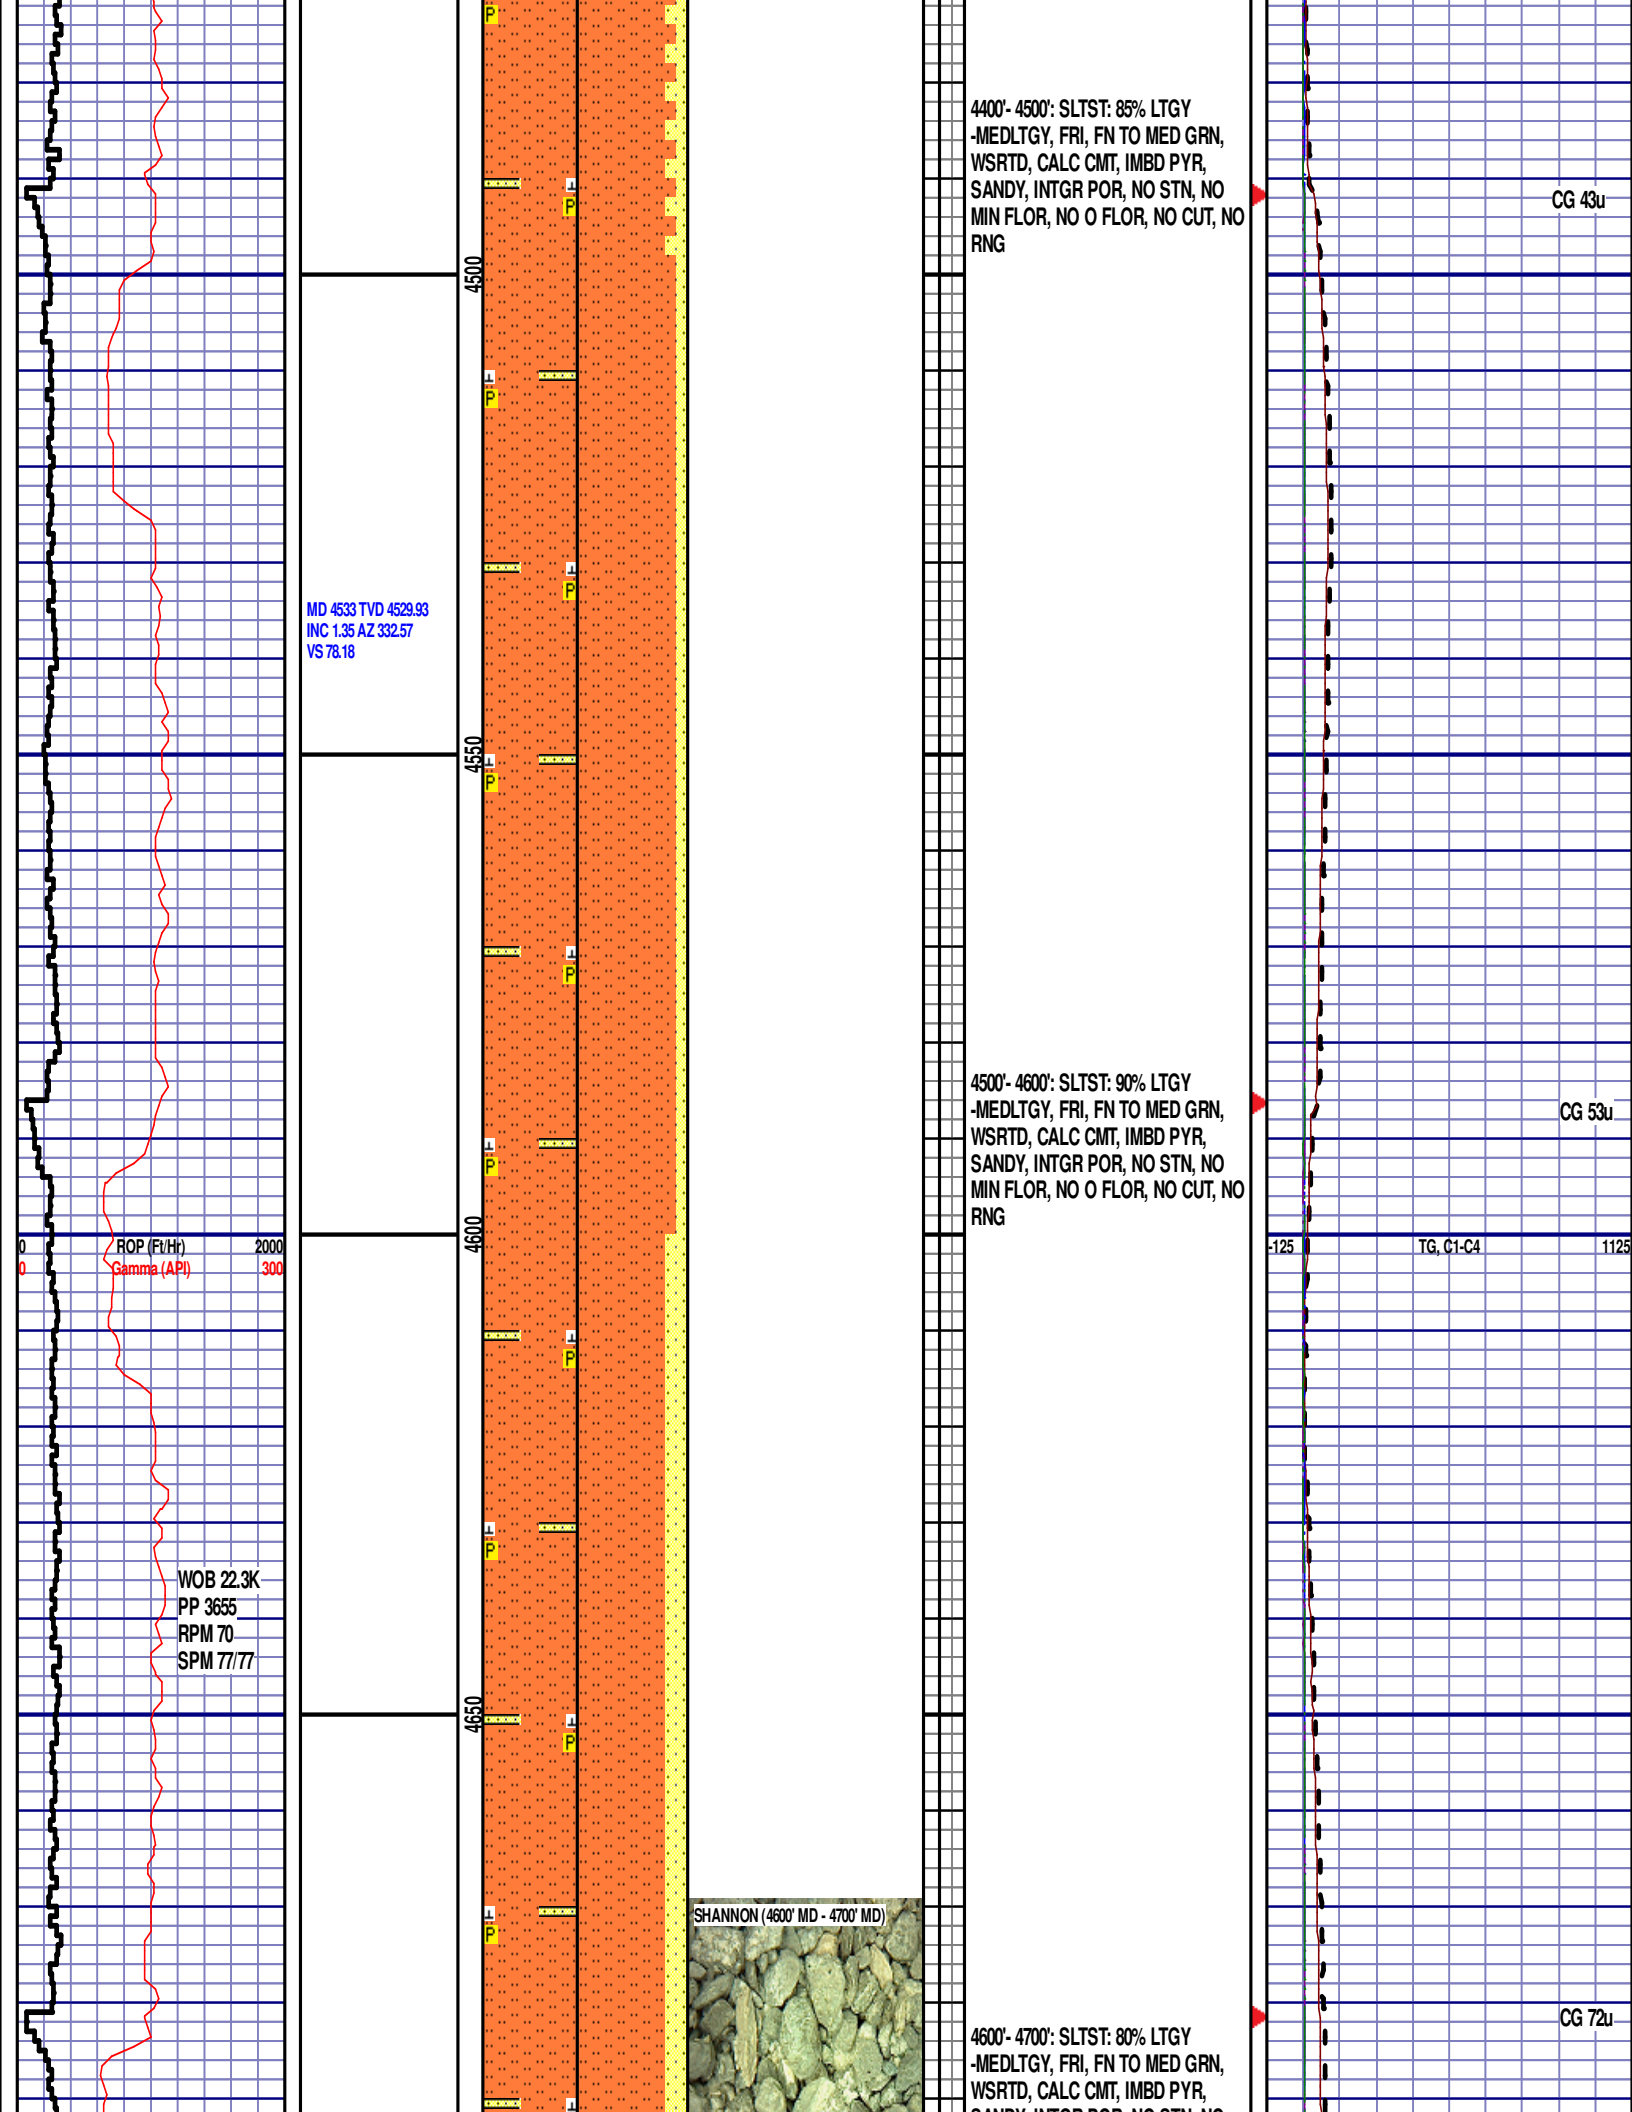 P
4400'- 4500': SLTST: 85% LTGY
-MEDLTGY, FRI, FN TO MED GRN,
WSRTD, CALC CMT, IMBD PYR,
SANDY, INTGR POR, NO STN, NO
MIN FLOR, NO O FLOR, NO CUT, NO
RNG
CG 43u
P
4500
P
P
MD 4533 TVD 4529.93
INC 1.35 AZ 332.57
VS 78.18
4550
P
P
4500'- 4600': SLTST: 90% LTGY
-MEDLTGY, FRI, FN TO MED GRN,
WSRTD, CALC CMT, IMBD PYR,
SANDY, INTGR POR, NO STN, NO
MIN FLOR, NO O FLOR, NO CUT, NO
RNG
CG 53u
P
4600
0 ROP (Ft/Hr) 2000
0 Gamma (API) 300
-125 TG, C1-C4 1125
P
P
WOB 22.3K
PP 3655
RPM 70
SPM 77/77
4650
P
P
SHANNON (4600' MD - 4700' MD)
CG 72u
4600'- 4700': SLTST: 80% LTGY
-MEDLTGY, FRI, FN TO MED GRN,
WSRTD, CALC CMT, IMBD PYR,
SANDY, INTGR POR, NO STN, NO